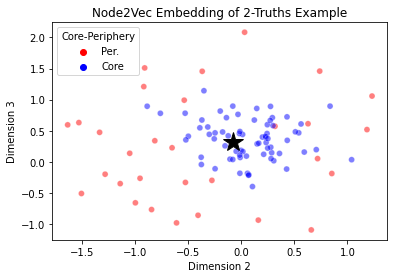 Node2Vec Embedding of 2-Truths Example
Core-Periphery
Per.
Core
Dimension 3
2.0
1.5
1.0
0.5
0.0
−0.5
−1.0
−1.5 −1.0 −0.5 0.0 0.5 1.0
Dimension 2